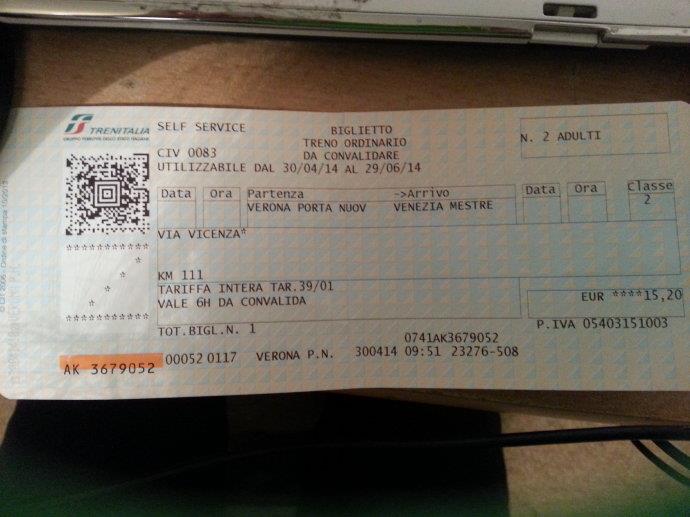 TRENITALIA
GRUPPO FERROVIE DELLO STATO ITALIANE
SELF SERVICE
BIGLIETTO
TRENO ORDINARIO
DA CONVALIDARE
N. 2 ADULTI
CIV 0083
UTILIZZABILE DAL 30/04/14 AL 29/06/14
Data Ora Partenza ->Arrivo Data Ora Classe
VERONA PORTA NUOV VENEZIA MESTRE 2
VIA VICENZA*
KM 111
TARIFFA INTERA TAR.39/01
VALE 6H DA CONVALIDA
EUR ****15,20
TOT.BIGL.N. 1
P.IVA 05403151003
0741AK3679052
00052 0117 VERONA P.N. 300414 09:51 23276-508
AK 3679052